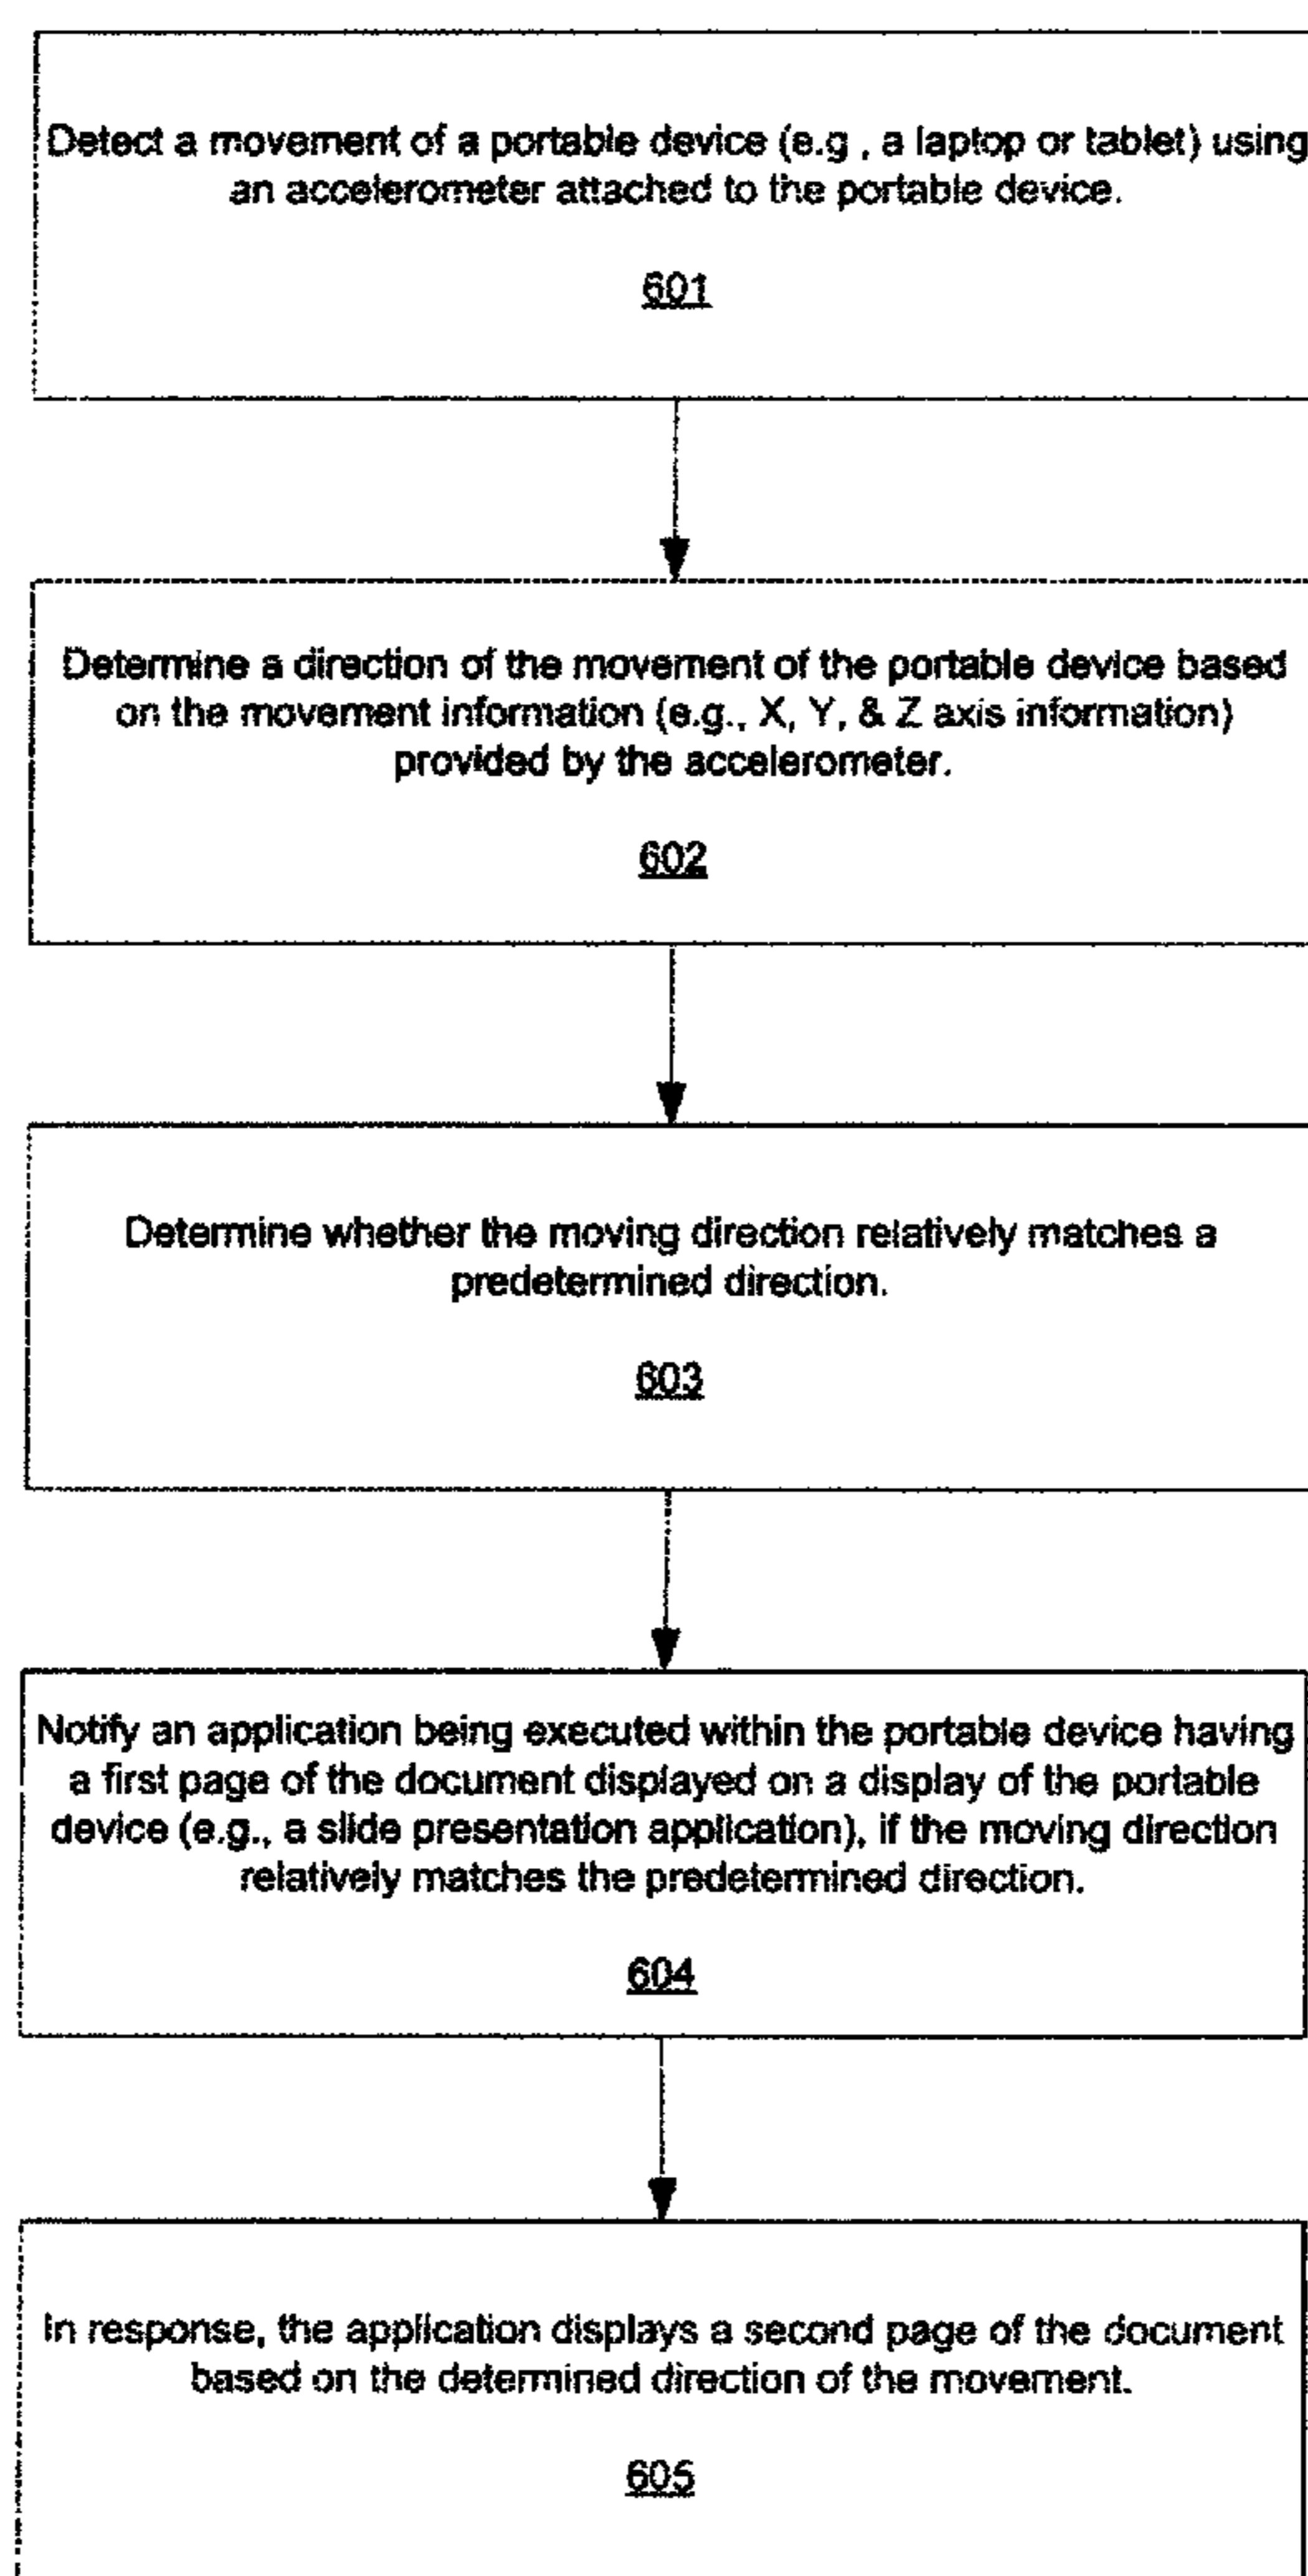 Detect a movement of a portable device (e.g , a laptop or tablet) using
an accelerometer attached to the portable device.
601
Determine a direction of the movement of the portable device based
on the movement information (e.g., X, Y, & Z axis information)
provided by the accelerometer.
602
Determine whether the moving direction relatively matches a
predetermined direction.
603
Notify an application being executed within the portable device having
a first page of the document displayed on a display of the portable
device (e.g., a slide presentation application), if the moving direction
relatively matches the predetermined direction.
604
In response, the application displays a second page of the document
based on the determined direction of the movement.
605